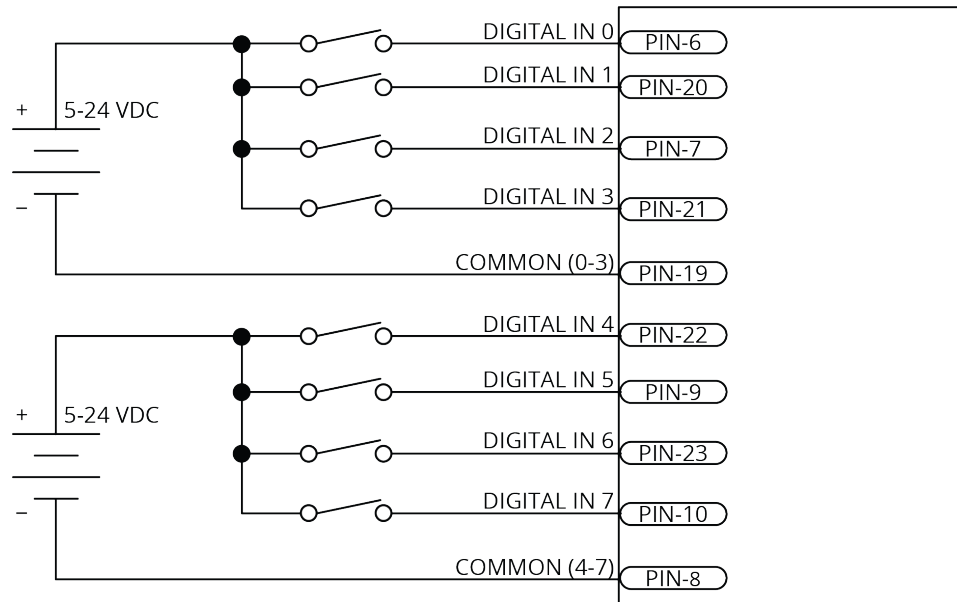 DIGITAL IN 0
PIN-6
DIGITAL IN 1
PIN-20
+
5-24 VDC
DIGITAL IN 2
PIN-7
DIGITAL IN 3
PIN-21
–
COMMON (0-3)
PIN-19
DIGITAL IN 4
PIN-22
DIGITAL IN 5
PIN-9
+
5-24 VDC
DIGITAL IN 6
PIN-23
DIGITAL IN 7
PIN-10
–
COMMON (4-7)
PIN-8